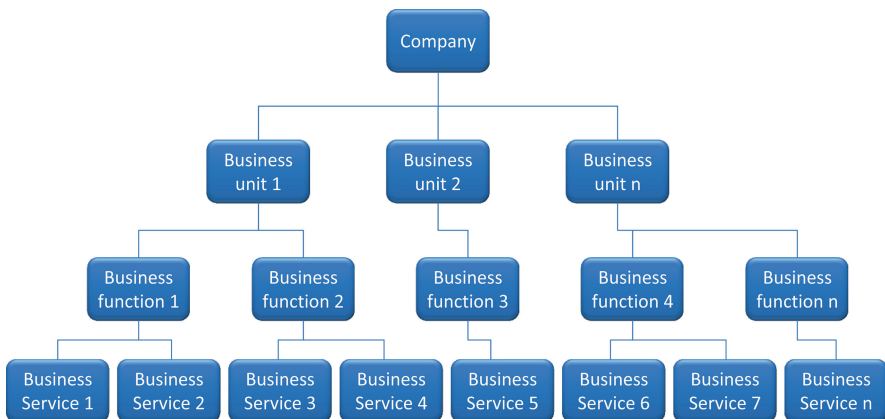 Company
Business
unit 1
Business
unit 2
Business
unit n
Business
function 1
Business
function 2
Business
function 3
Business
function 4
Business
function n
Business
Service 1
Business
Service 2
Business
Service 3
Business
Service 4
Business
Service 5
Business
Service 6
Business
Service 7
Business
Service n